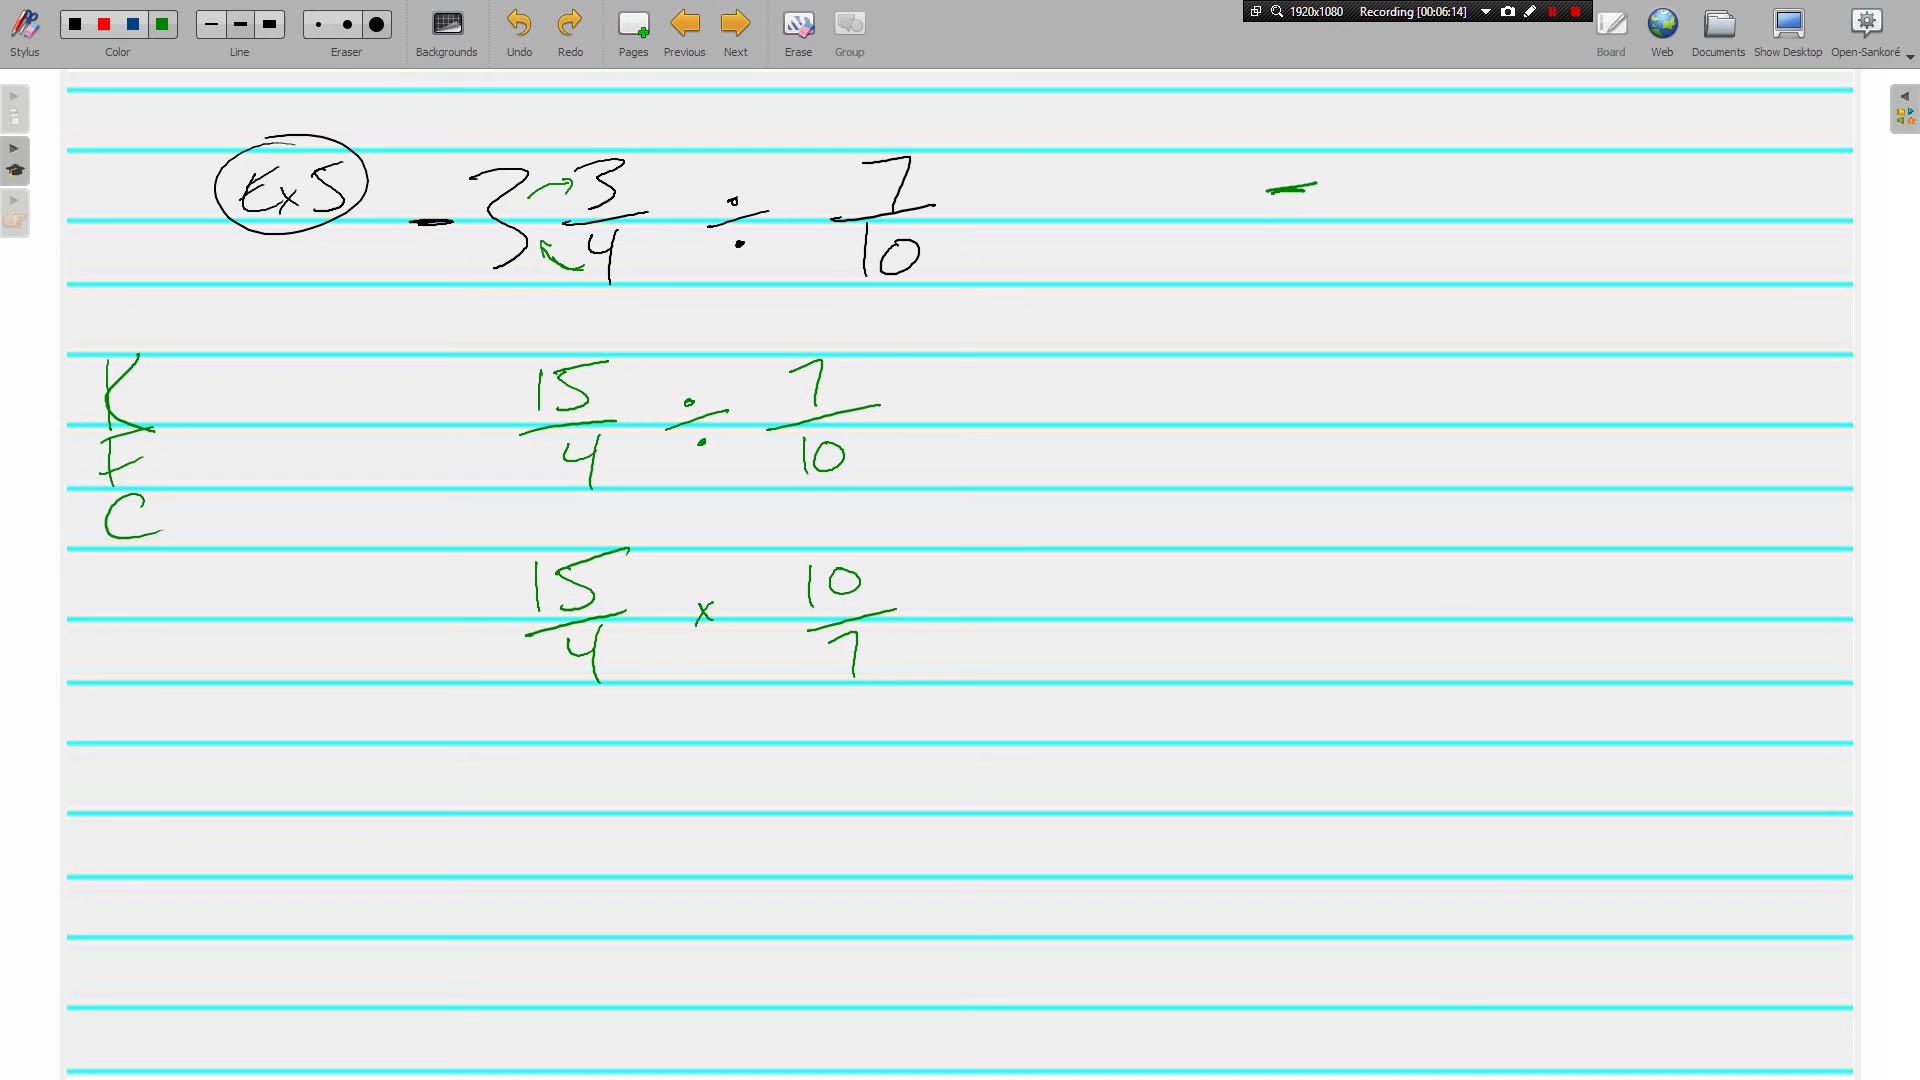 1920x1080 Recording [00:06:14]
Stylus Color Line Eraser Backgrounds Undo Redo Pages Previous Next Erase Group Board Web Documents Show Desktop Open-Sankoré
Ex 5 -3 3/4 ÷ 7/10 -
K 15/4 ÷ 7/10
F
C
15/4 x 10/7